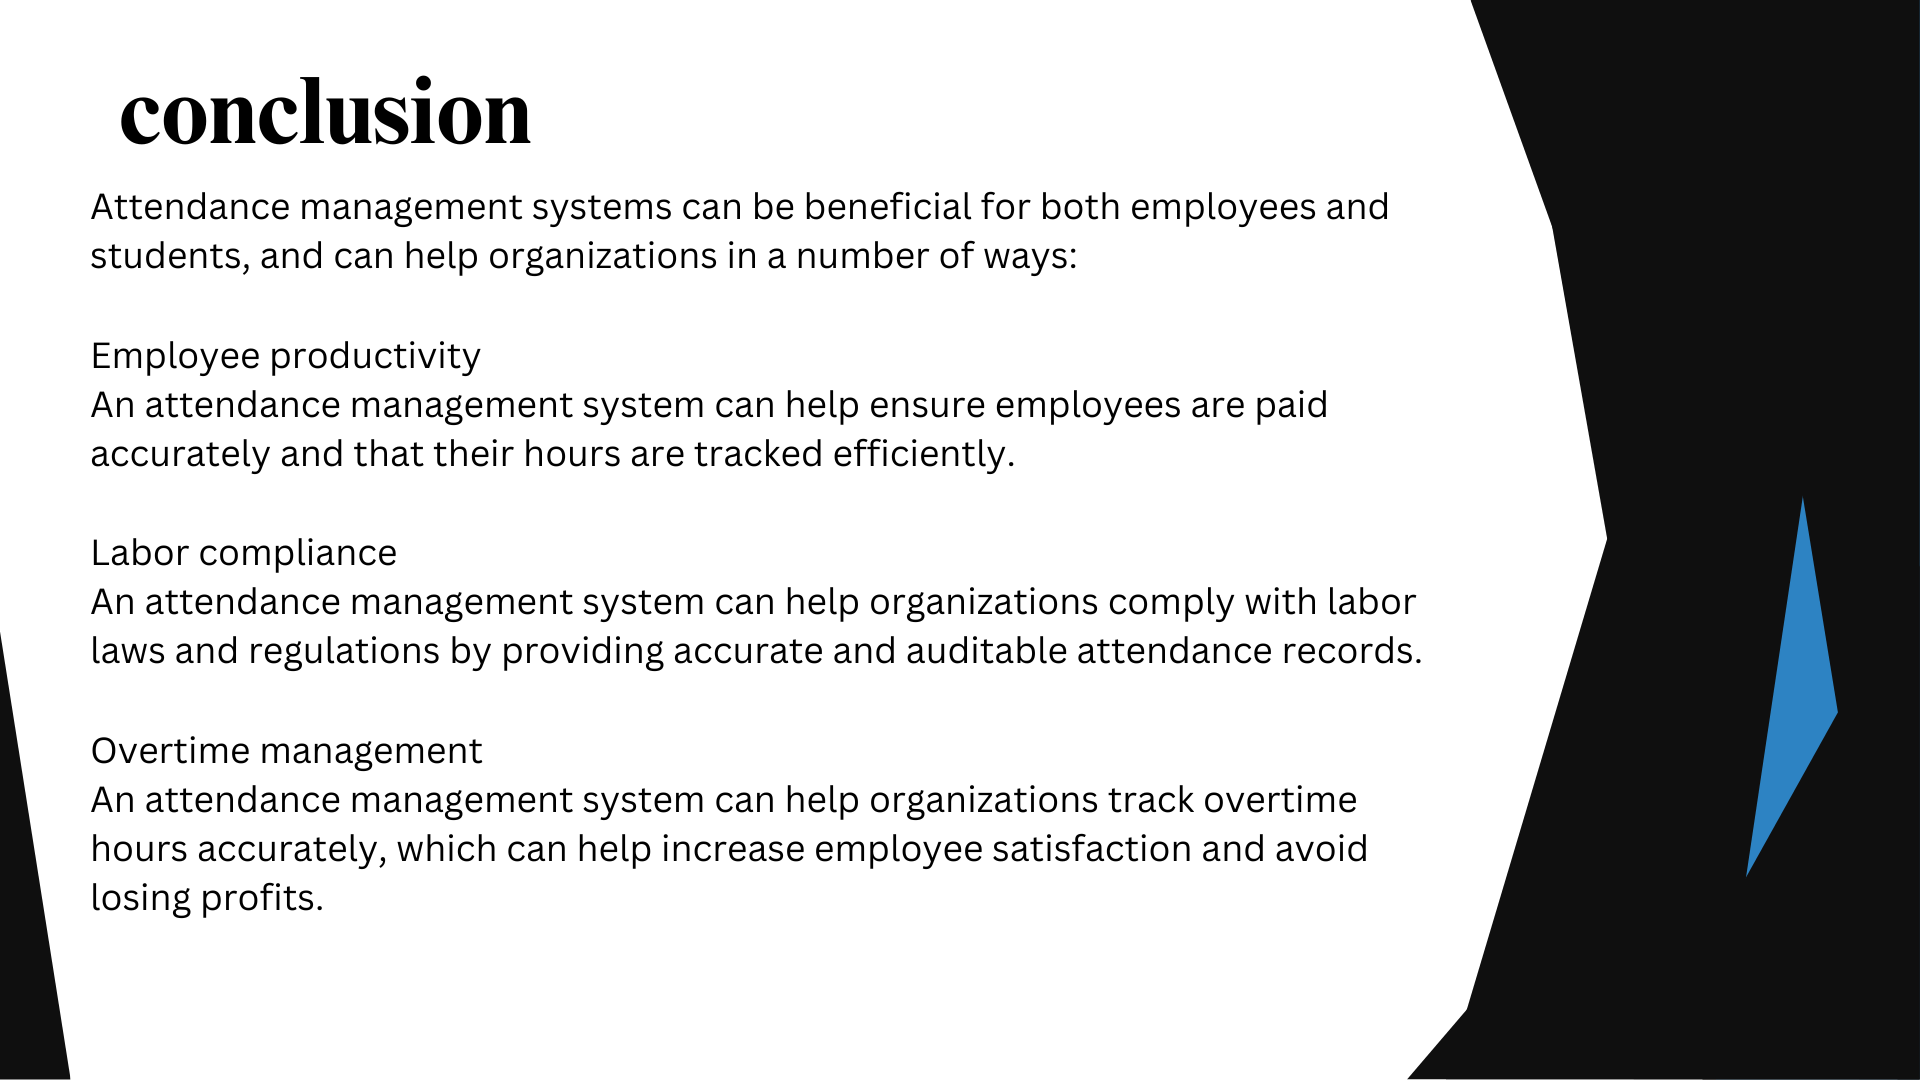 conclusion
Attendance management systems can be beneficial for both employees and
students, and can help organizations in a number of ways:
Employee productivity
An attendance management system can help ensure employees are paid
accurately and that their hours are tracked efficiently.
Labor compliance
An attendance management system can help organizations comply with labor
laws and regulations by providing accurate and auditable attendance records.
Overtime management
An attendance management system can help organizations track overtime
hours accurately, which can help increase employee satisfaction and avoid
losing profits.